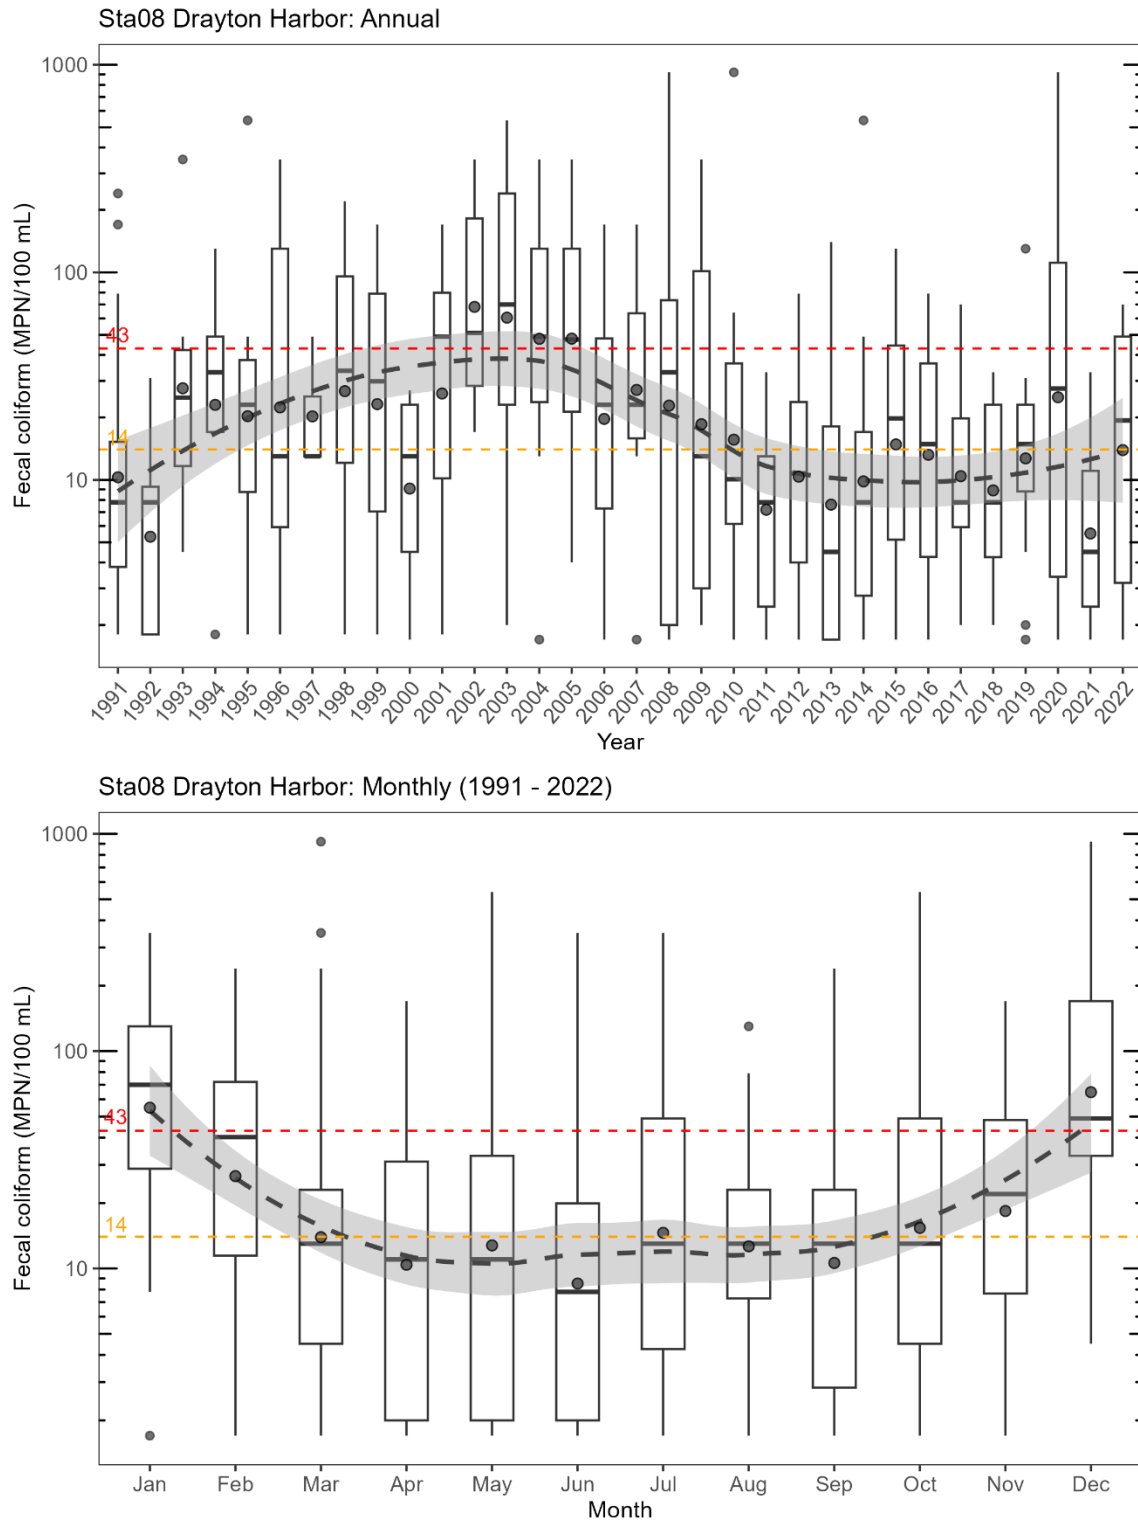 Sta08 Drayton Harbor: Annual
Fecal coliform (MPN/100 mL)
1000
100
10
43
14
1991 1992 1993 1994 1995 1996 1997 1998 1999 2000 2001 2002 2003 2004 2005 2006 2007 2008 2009 2010 2011 2012 2013 2014 2015 2016 2017 2018 2019 2020 2021 2022
Year
Sta08 Drayton Harbor: Monthly (1991 - 2022)
Fecal coliform (MPN/100 mL)
1000
100
10
43
14
Jan Feb Mar Apr May Jun Jul Aug Sep Oct Nov Dec
Month